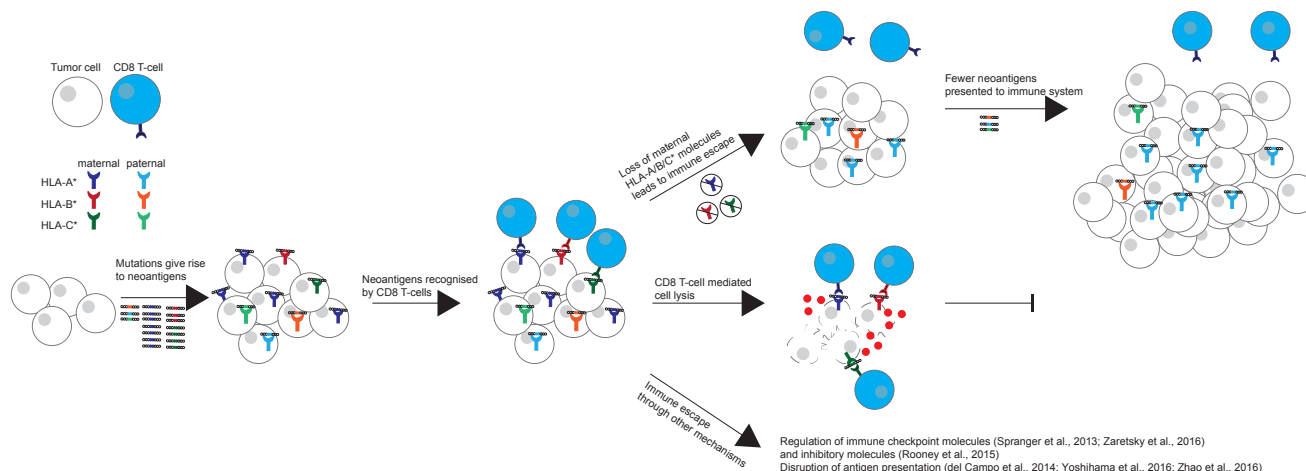 Tumor cell
CD8 T-cell
maternal
paternal
HLA-A*
HLA-B*
HLA-C*
Mutations give rise
to neoantigens
Neoantigens recognised
by CD8 T-cells
Loss of maternal
HLA-A/B/C* molecules
leads to immune escape
Fewer neoantigens
presented to immune system
CD8 T-cell mediated
cell lysis
Immune escape
through other mechanisms
Regulation of immune checkpoint molecules (Spranger et al., 2013; Zaretsky et al., 2016)
and inhibitory molecules (Rooney et al., 2015)
Disruption of antigen presentation (del Campo et al., 2014; Yoshihama et al., 2016; Zhao et al., 2016)